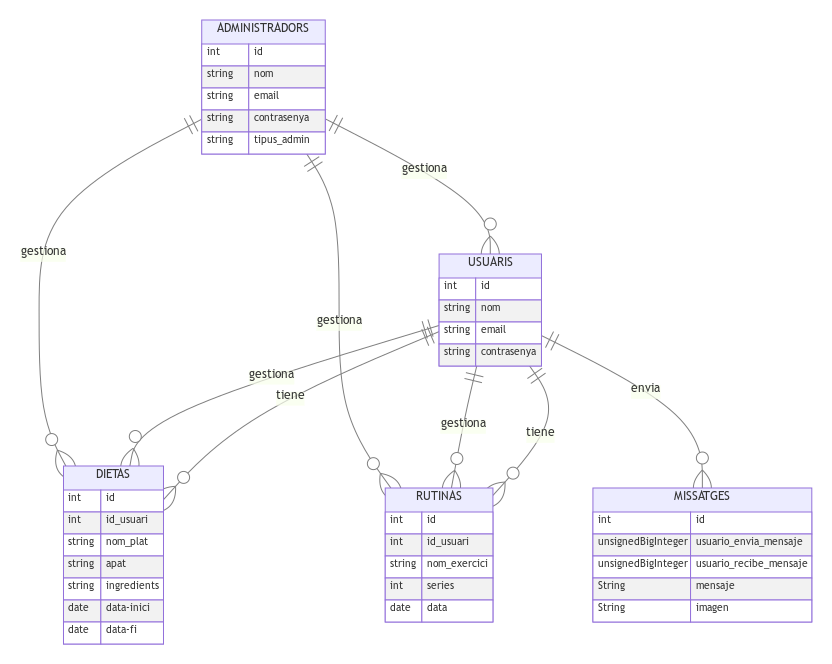 ADMINISTRADORS
int id
string nom
string email
string contrasenya
string tipus_admin
gestiona
gestiona
gestiona
USUARIS
int id
string nom
string email
string contrasenya
gestiona
tiene
gestiona
tiene
envia
DIETAS
int id
int id_usuari
string nom_plat
string apat
string ingredients
date data-inici
date data-fi
RUTINAS
int id
int id_usuari
string nom_exercici
int series
date data
MISSATGES
int id
unsignedBigInteger usuario_envia_mensaje
unsignedBigInteger usuario_recibe_mensaje
String mensaje
String imagen